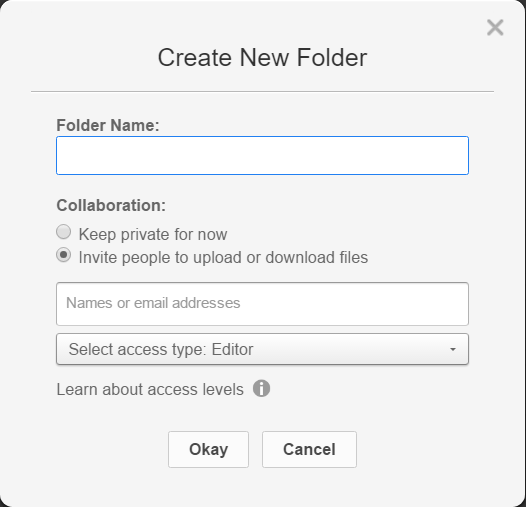 Create New Folder
Folder Name:
Collaboration:
Keep private for now
Invite people to upload or download files
Names or email addresses
Select access type: Editor
Learn about access levels
Okay
Cancel